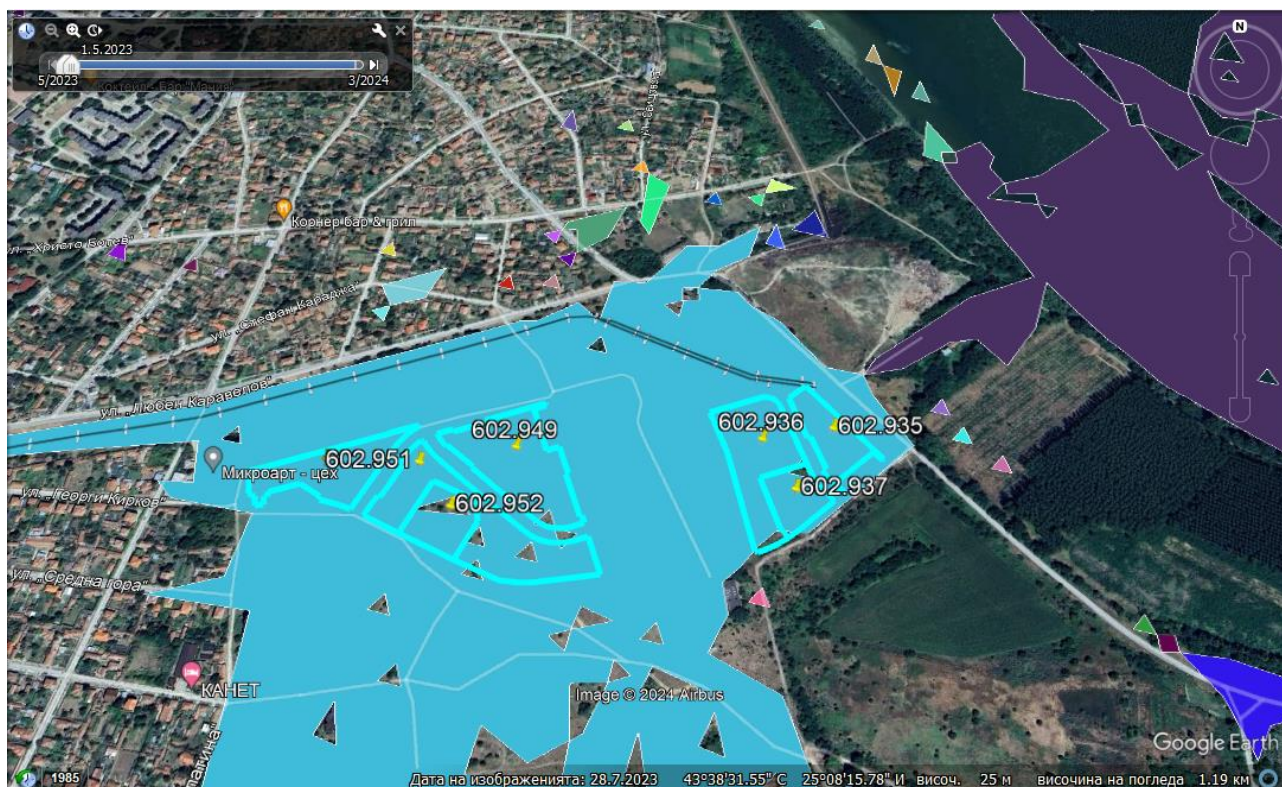 1.5.2023
5/2023
3/2024
Коктейл - Бар "Мачия"
N
Корнер бар & грил
ул. „Христо Ботев"
ул. „Стефан Караджа"
ул. „Любен Каравелов"
602.949
602.936
602.935
602.951
Микроарт - цех
602.937
602.952
ул. „Георги Кирков"
ул. „Средна гора"
КАНЕТ
Image © 2024 Airbus
Google Earth
1985
Дата на изображенията: 28.7.2023 43°38'31.55" С 25°08'15.78" И височ. 25 м височина на погледа 1.19 км